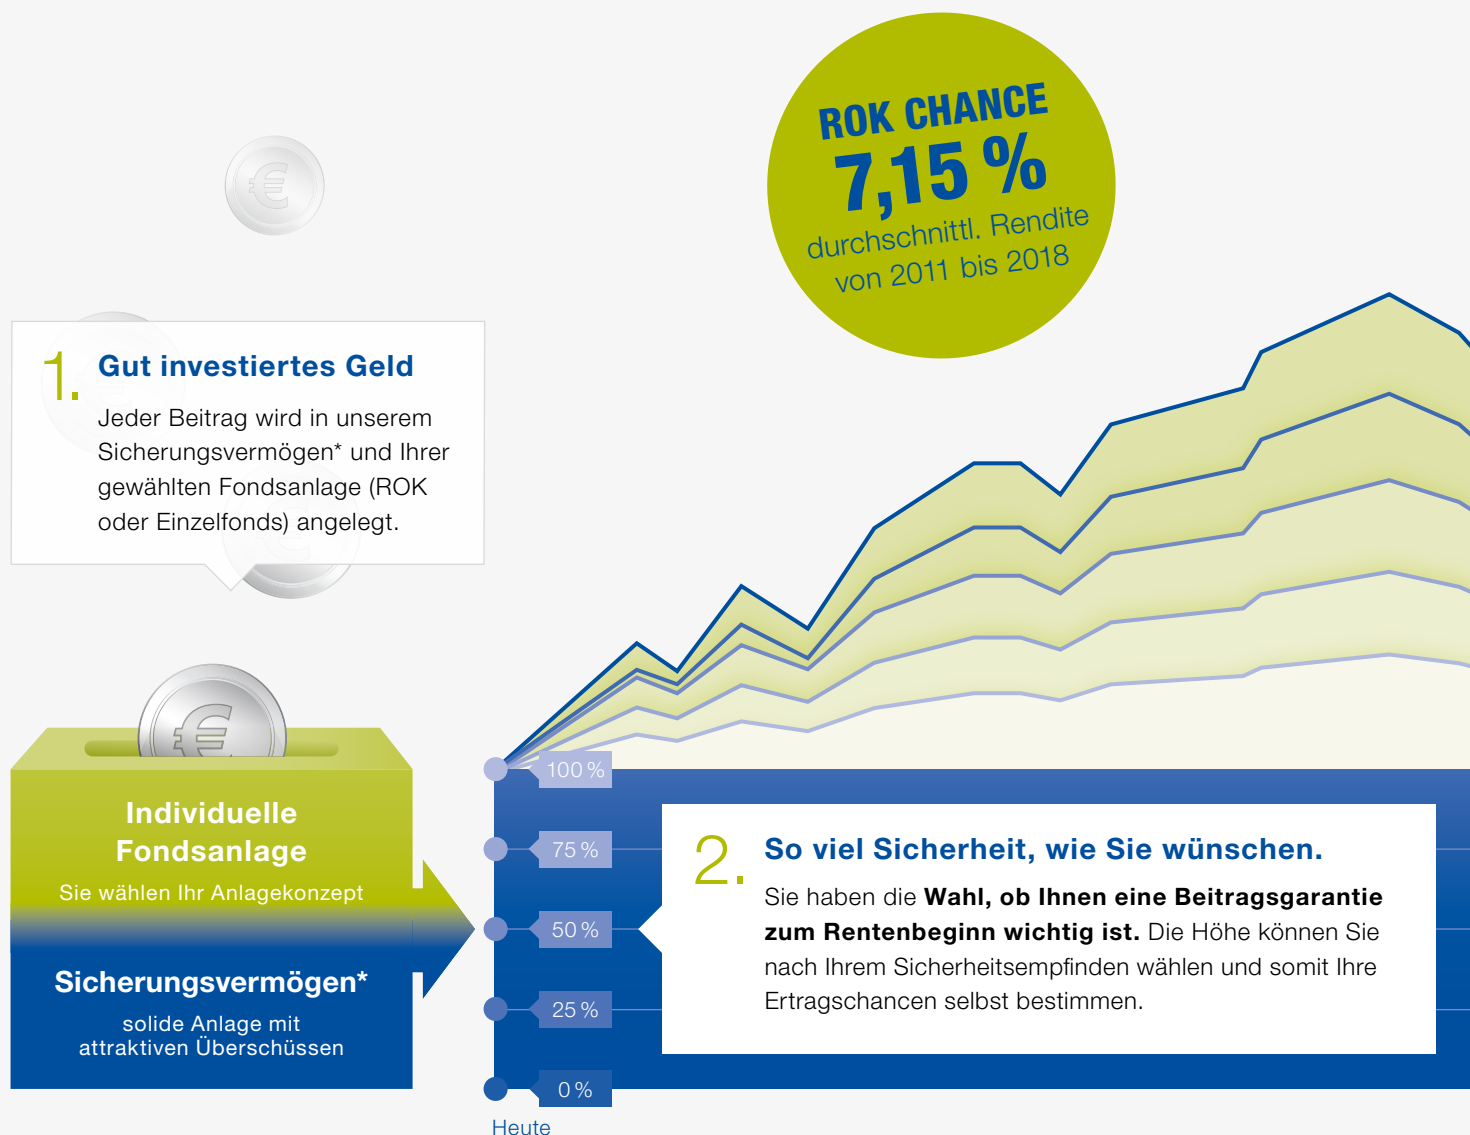 ROK CHANCE
7,15 %
durchschnittl. Rendite
von 2011 bis 2018
1. Gut investiertes Geld
Jeder Beitrag wird in unserem
Sicherungsvermögen* und Ihrer
gewählten Fondsanlage (ROK
oder Einzelfonds) angelegt.
Individuelle
Fondsanlage
Sie wählen Ihr Anlagekonzept
Sicherungsvermögen*
solide Anlage mit
attraktiven Überschüssen
100 %
75 %
50 %
25 %
0 %
Heute
2. So viel Sicherheit, wie Sie wünschen.
Sie haben die Wahl, ob Ihnen eine Beitragsgarantie
zum Rentenbeginn wichtig ist. Die Höhe können Sie
nach Ihrem Sicherheitsempfinden wählen und somit Ihre
Ertragschancen selbst bestimmen.